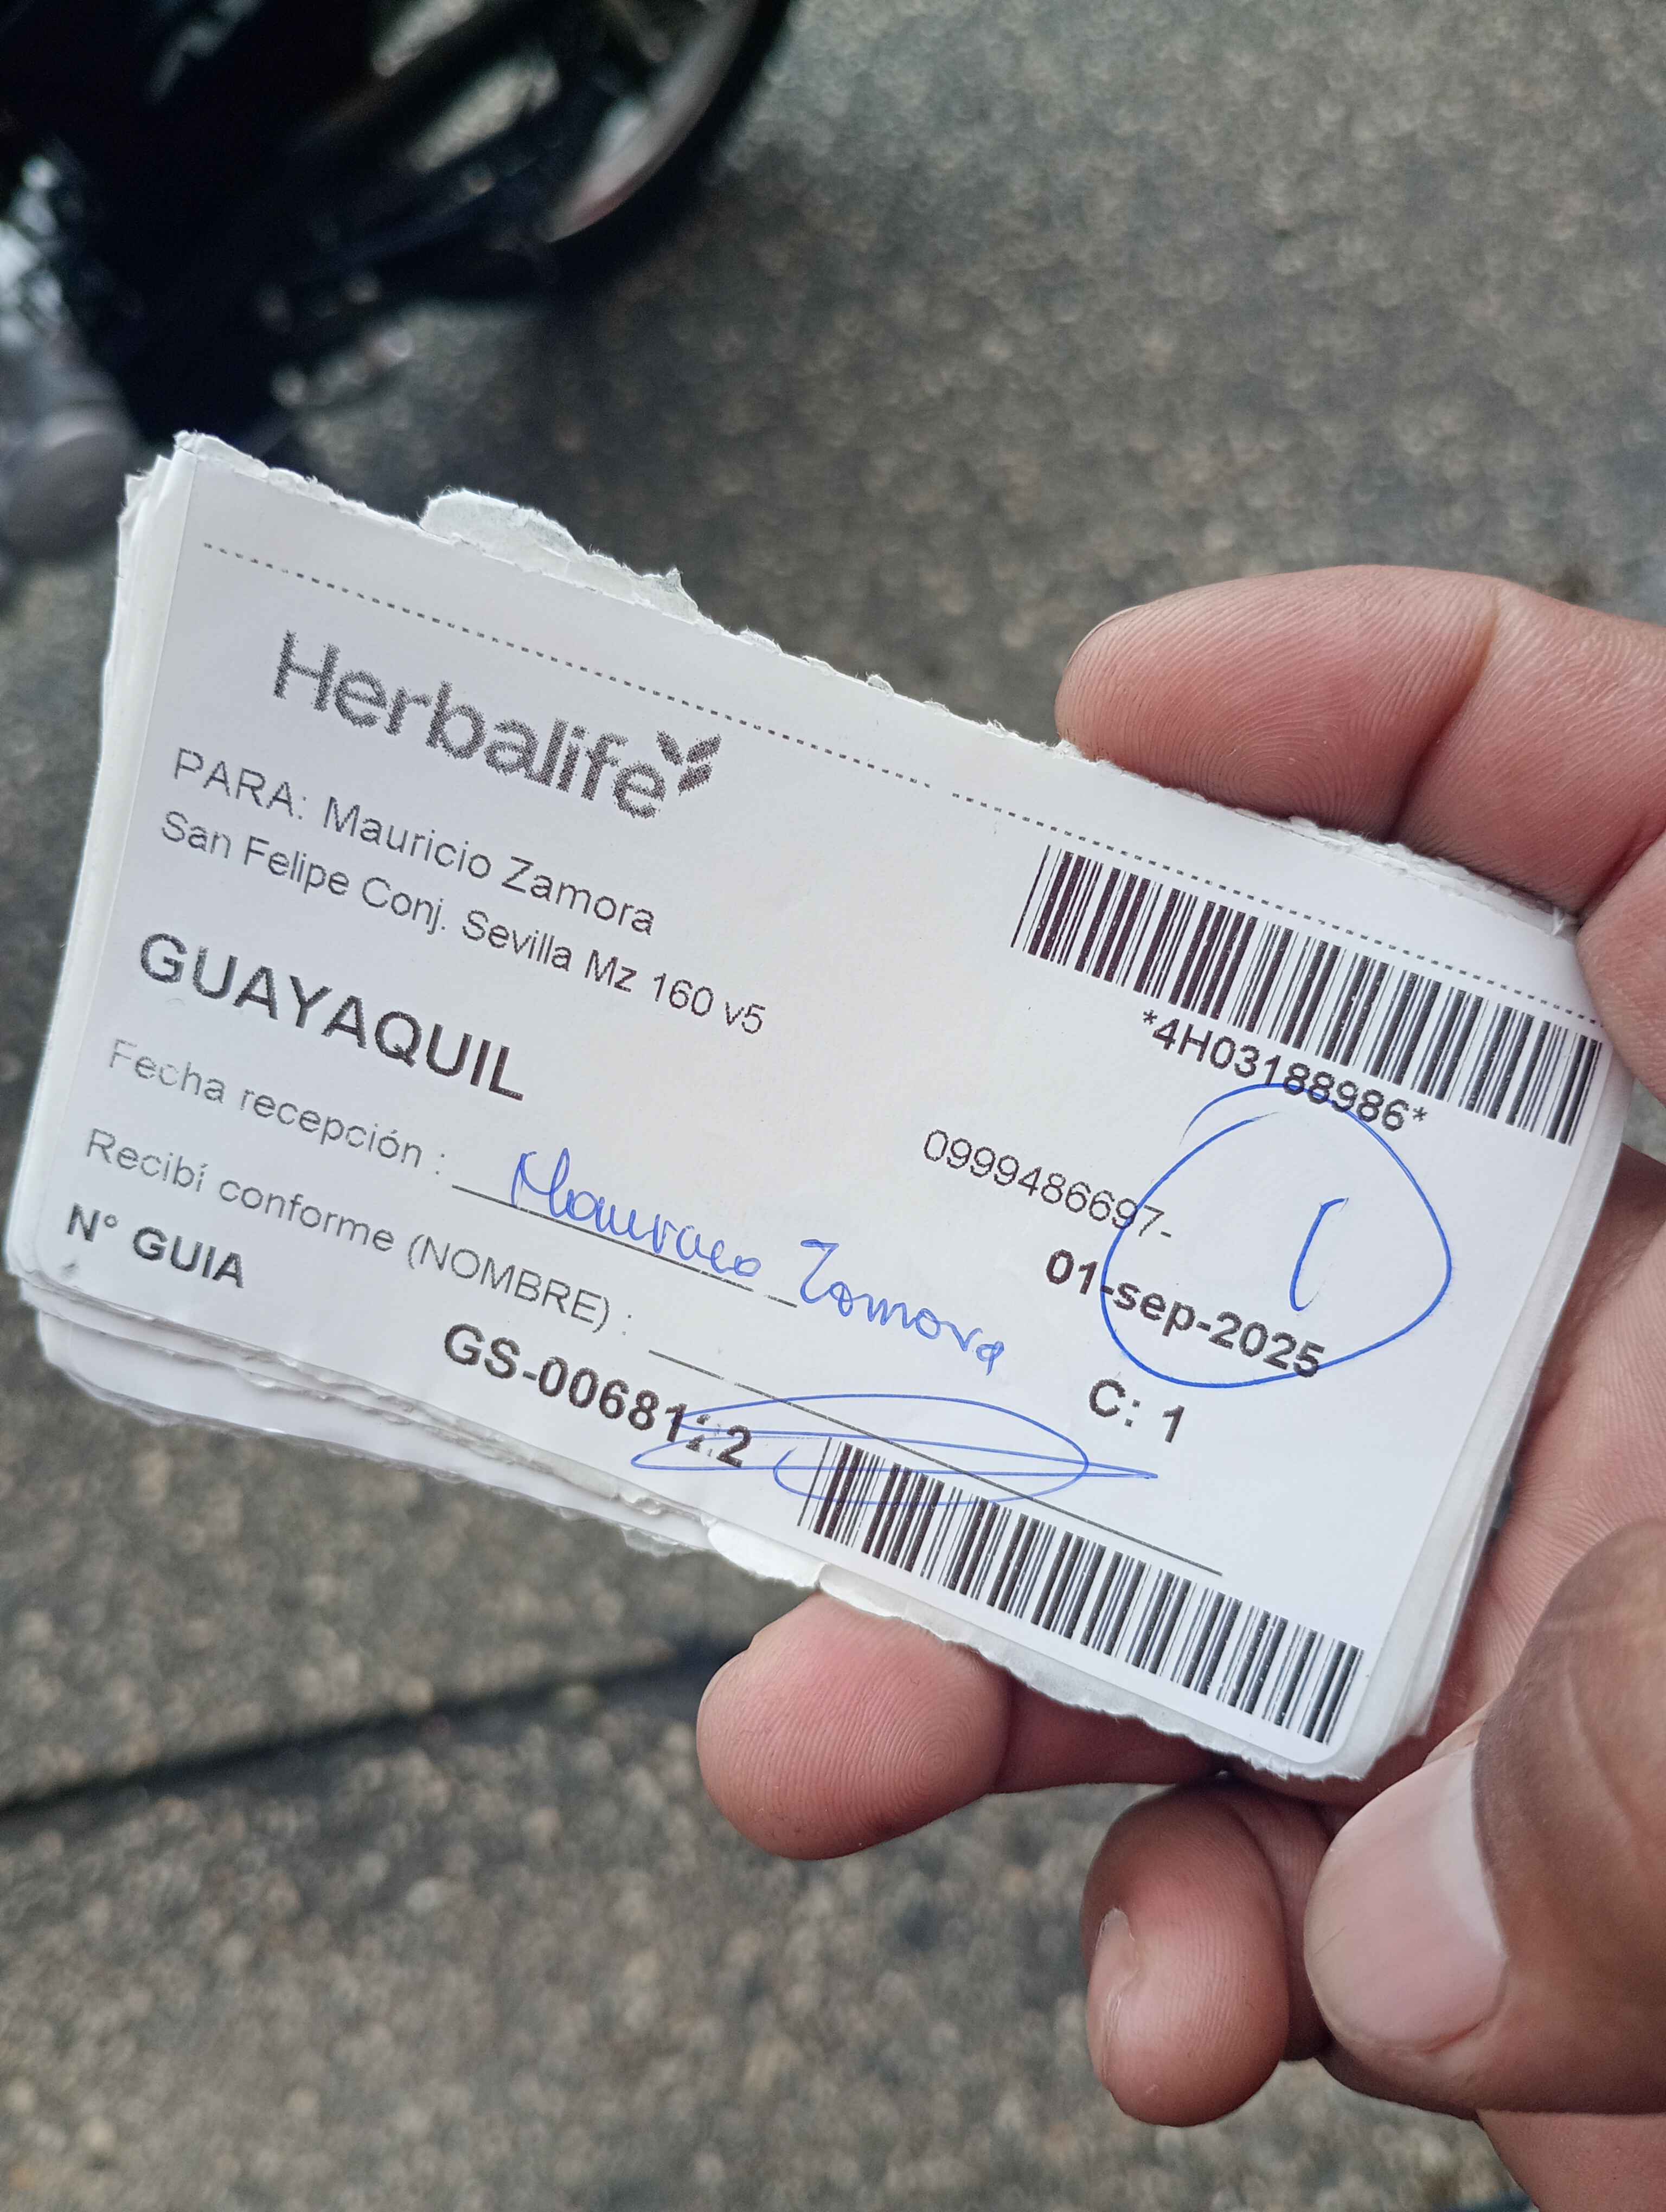 Herbalife
PARA: Mauricio Zamora
San Felipe Conj. Sevilla Mz 160 v5
*4H03188986*
GUAYAQUIL
0999486697-
1
01-sep-2025
Fecha recepción :
Mauricio Zamora
Recibí conforme (NOMBRE) :
C: 1
N° GUIA